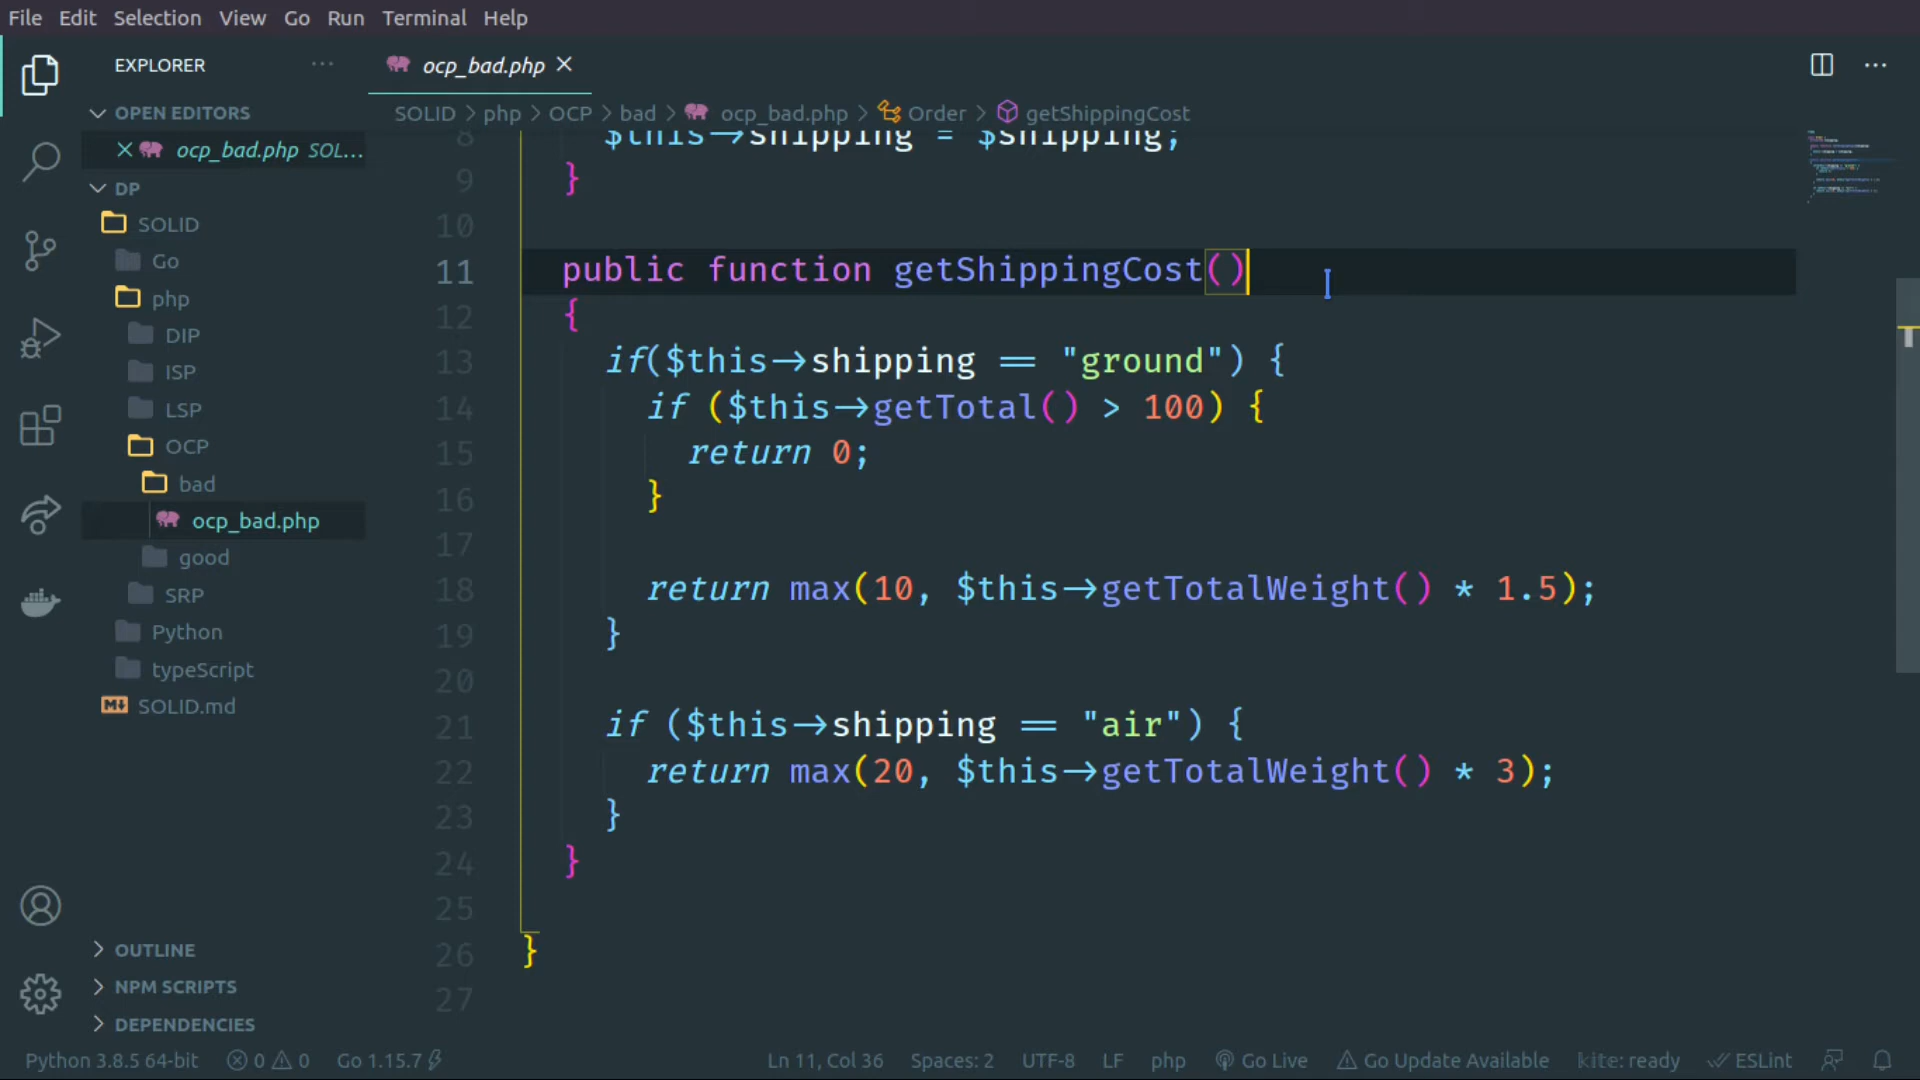 File Edit Selection View Go Run Terminal Help
EXPLORER
OPEN EDITORS
ocp_bad.php SOL...
DP
SOLID
Go
php
DIP
ISP
LSP
OCP
bad
ocp_bad.php
good
SRP
Python
typeScript
SOLID.md
OUTLINE
NPM SCRIPTS
DEPENDENCIES
ocp_bad.php
SOLID > php > OCP > bad > ocp_bad.php > Order > getShippingCost
8 $this->shipping = $shipping;
9 }
10
11 public function getShippingCost()
12 {
13 if($this->shipping == "ground") {
14 if ($this->getTotal() > 100) {
15 return 0;
16 }
17
18 return max(10, $this->getTotalWeight() * 1.5);
19 }
20
21 if ($this->shipping == "air") {
22 return max(20, $this->getTotalWeight() * 3);
23 }
24 }
25
26 }
27
Python 3.8.5 64-bit 0 0 Go 1.15.7 Ln 11, Col 36 Spaces: 2 UTF-8 LF php Go Live Go Update Available kite: ready ESLint